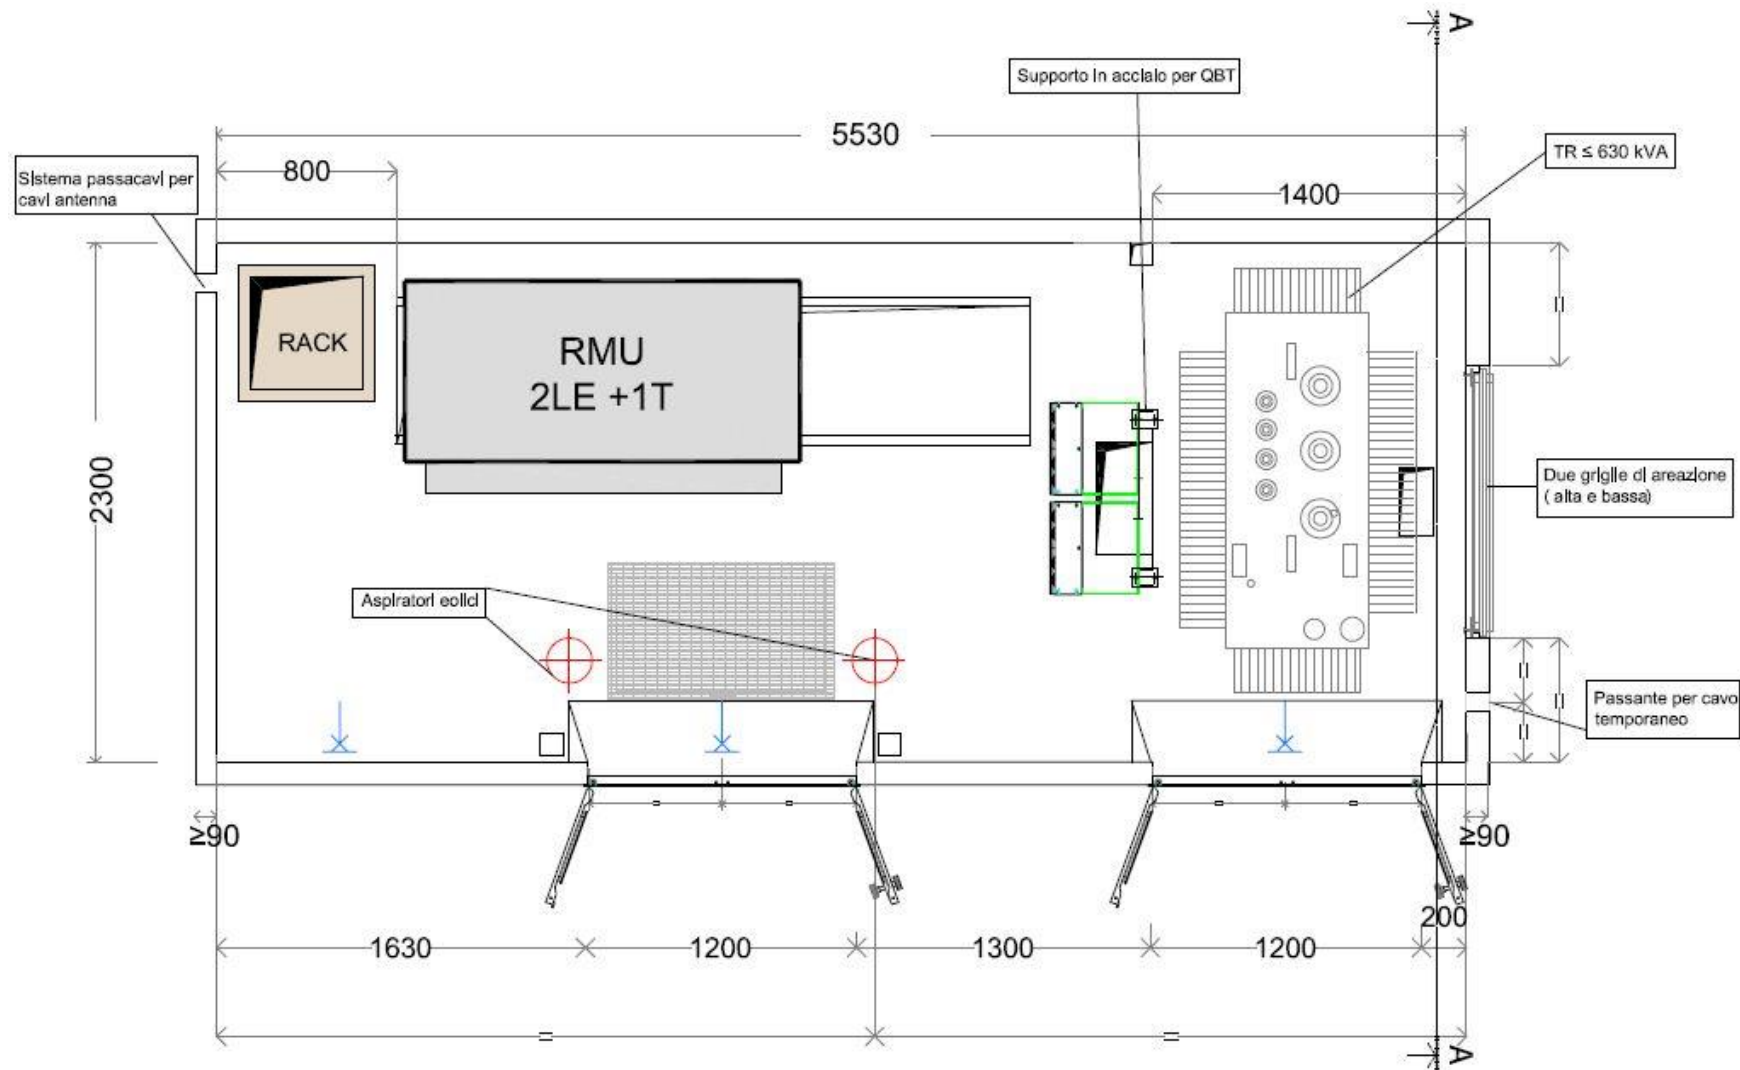 A
Supporto in acciaio per QBT
5530
TR ≤ 630 kVA
Sistema passacavi per
cavi antenna
800
1400
=
RACK
RMU
2LE +1T
2300
Due griglie di areazione
( alta e bassa)
Aspiratori eolici
=
=
=
Passante per cavo
temporaneo
= =
= =
≥90
≥90
200
1630
1200
1300
1200
=
=
A